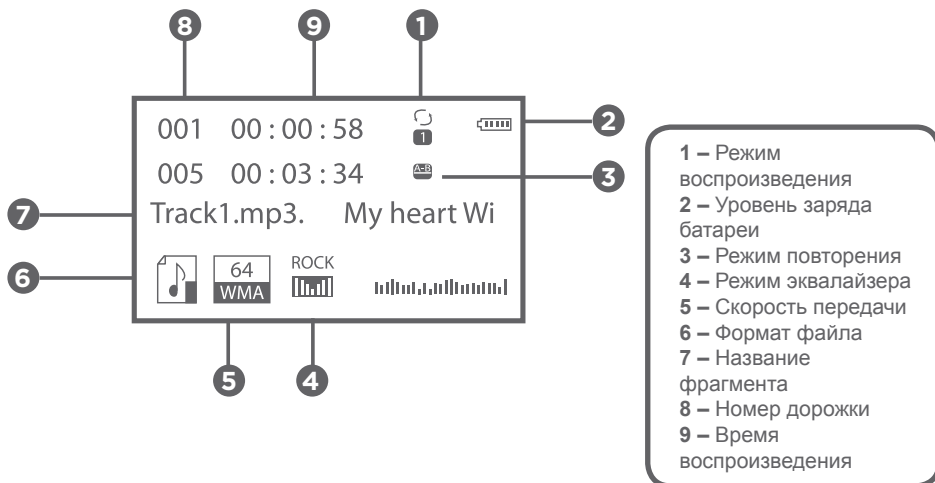 8 9 1
001 00 : 00 : 58 1 2
005 00 : 03 : 34 A-B 3
7 Track1.mp3. My heart Wi
6 64 ROCK
WMA
5 4
1 – Режим
воспроизведения
2 – Уровень заряда
батареи
3 – Режим повторения
4 – Режим эквалайзера
5 – Скорость передачи
6 – Формат файла
7 – Название
фрагмента
8 – Номер дорожки
9 – Время
воспроизведения